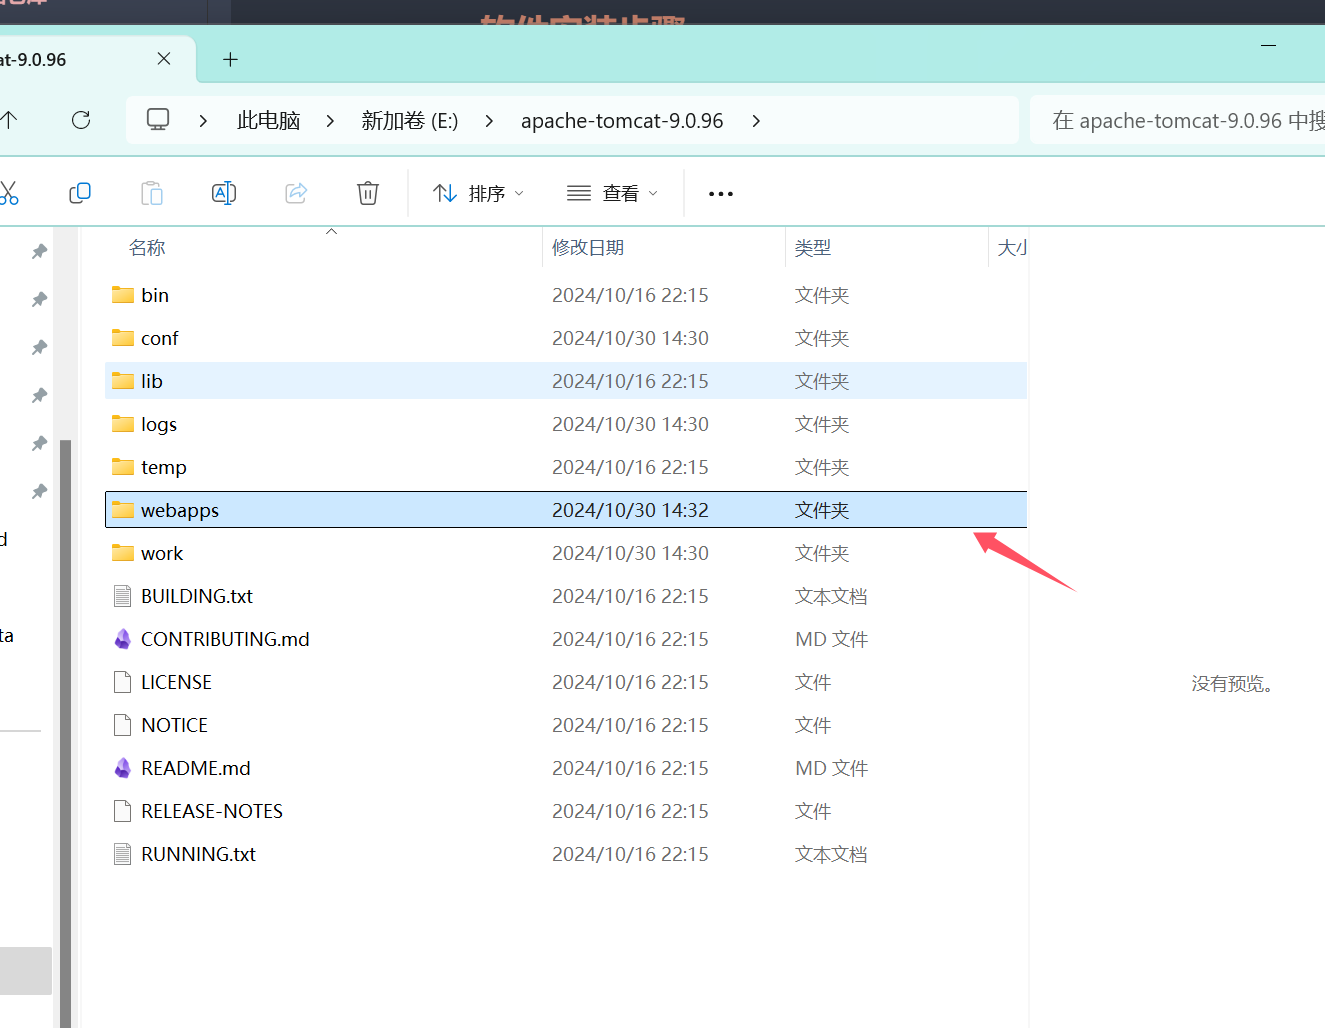 软件安装步骤
at-9.0.96
此电脑 新加卷 (E:) apache-tomcat-9.0.96
在 apache-tomcat-9.0.96 中搜
排序 查看
名称 修改日期 类型 大小
bin 2024/10/16 22:15 文件夹
conf 2024/10/30 14:30 文件夹
lib 2024/10/16 22:15 文件夹
logs 2024/10/30 14:30 文件夹
temp 2024/10/16 22:15 文件夹
webapps 2024/10/30 14:32 文件夹
work 2024/10/30 14:30 文件夹
BUILDING.txt 2024/10/16 22:15 文本文档
CONTRIBUTING.md 2024/10/16 22:15 MD 文件
LICENSE 2024/10/16 22:15 文件
NOTICE 2024/10/16 22:15 文件
README.md 2024/10/16 22:15 MD 文件
RELEASE-NOTES 2024/10/16 22:15 文件
RUNNING.txt 2024/10/16 22:15 文本文档
d
ta
没有预览。